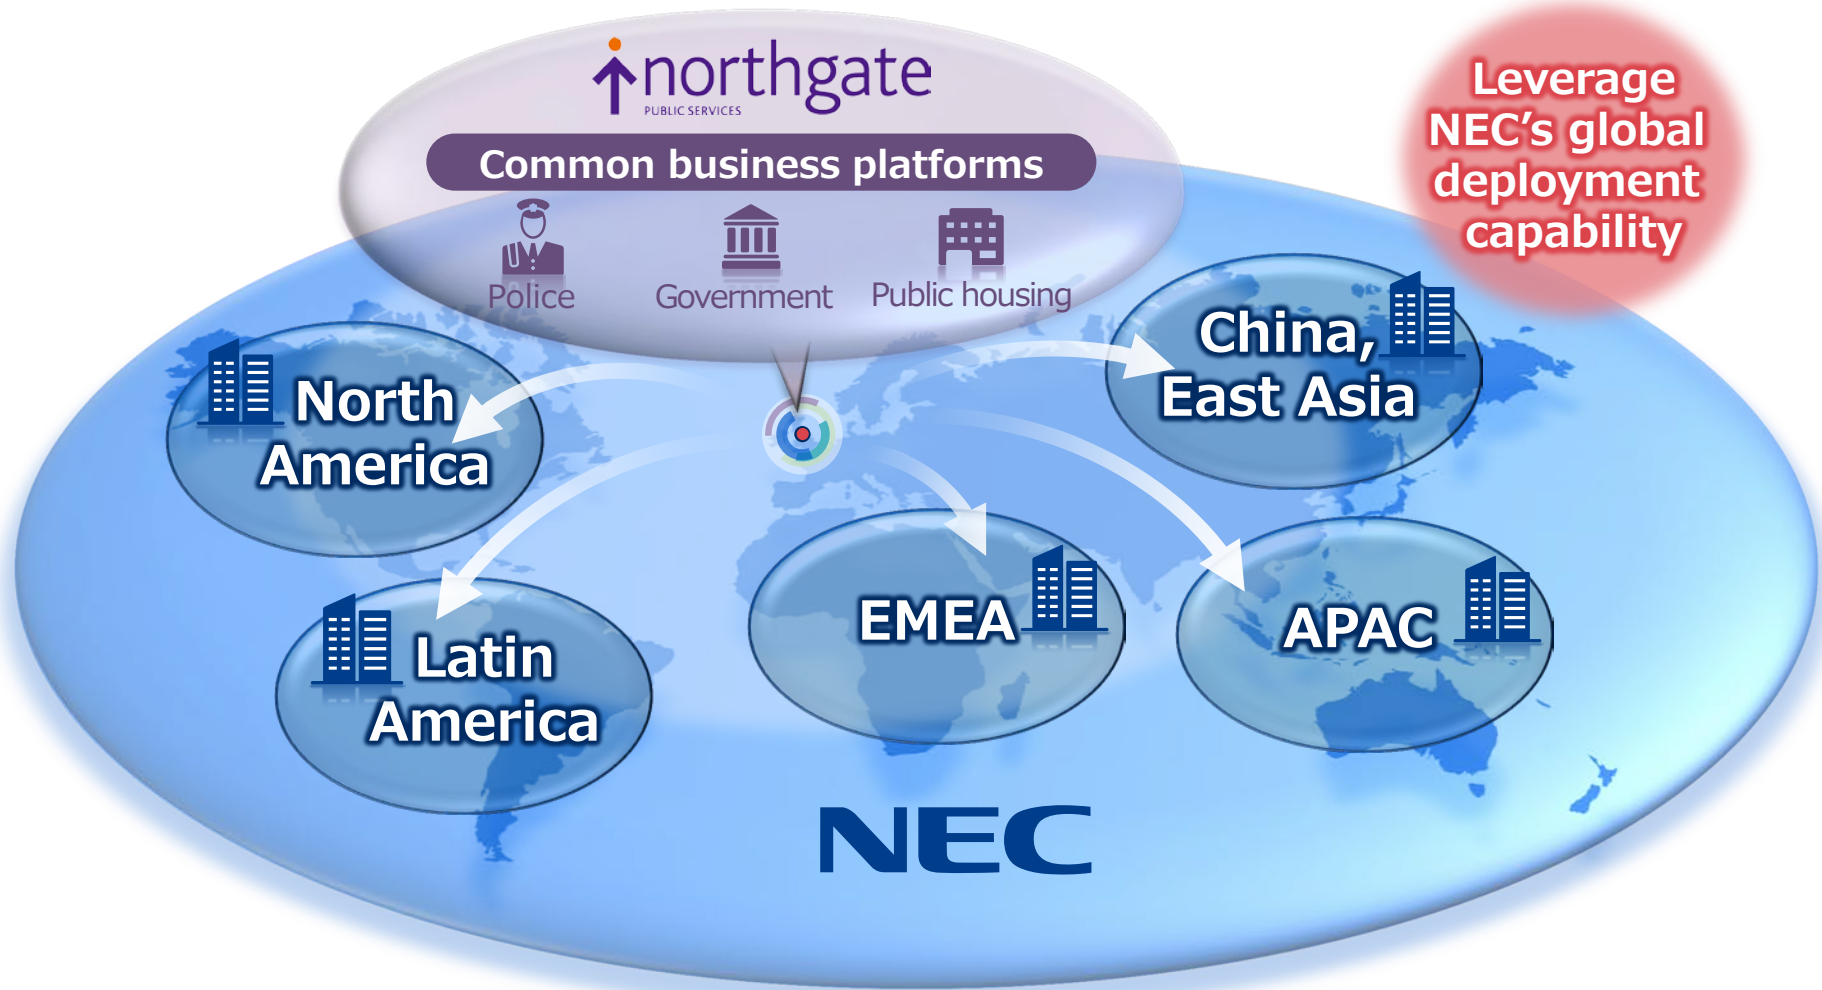 northgate
PUBLIC SERVICES
Common business platforms
Police
Government
Public housing
Leverage
NEC’s global
deployment
capability
North
America
China,
East Asia
Latin
America
EMEA
APAC
NEC